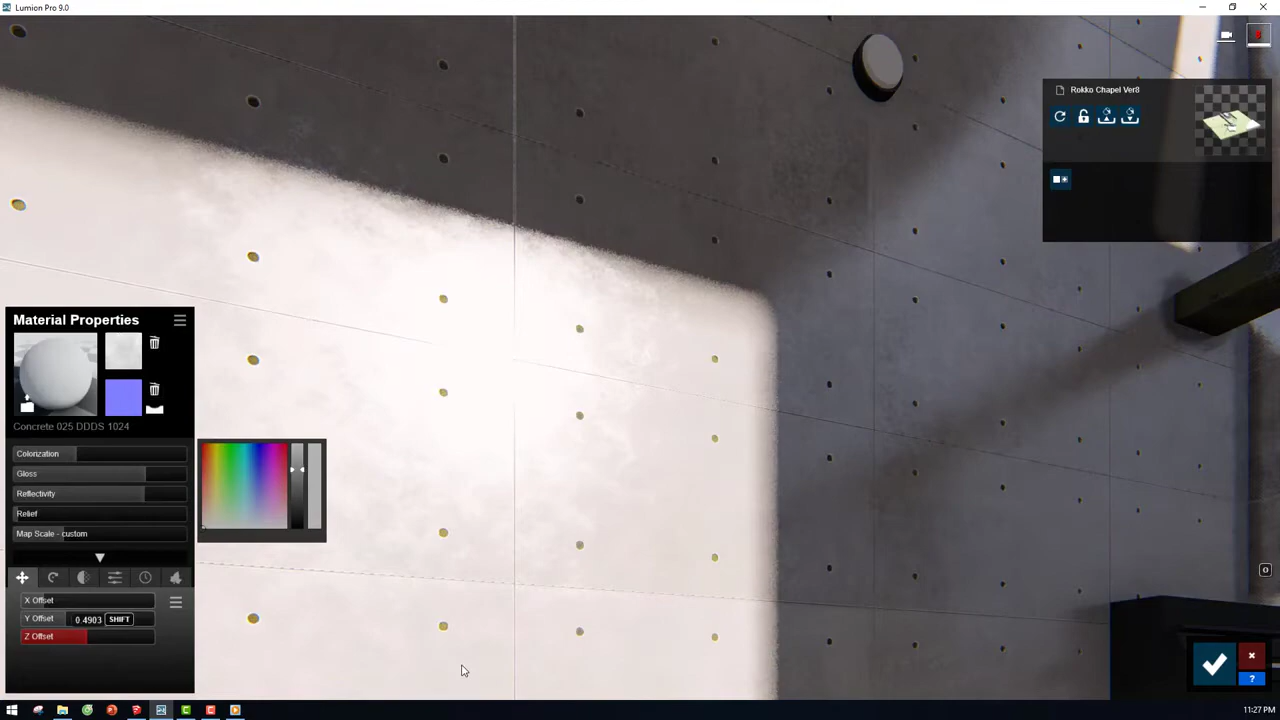 Lumion Pro 9.0
Rokko Chapel Ver8
Material Properties
Concrete 025 DDDS 1024
Colorization
Gloss
Reflectivity
Relief
Map Scale - custom
X Offset
Y Offset 0.4903 SHIFT
Z Offset
?
11:27 PM